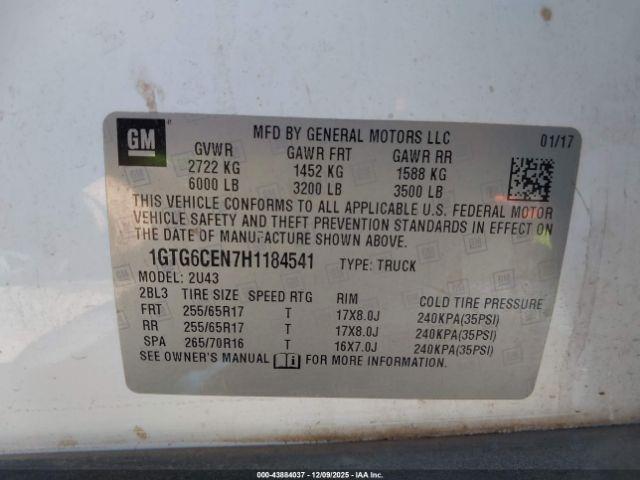 GM
MFD BY GENERAL MOTORS LLC 01/17
GVWR GAWR FRT GAWR RR
2722 KG 1452 KG 1588 KG
6000 LB 3200 LB 3500 LB
THIS VEHICLE CONFORMS TO ALL APPLICABLE U.S. FEDERAL MOTOR
VEHICLE SAFETY AND THEFT PREVENTION STANDARDS IN EFFECT ON
THE DATE OF MANUFACTURE SHOWN ABOVE.
1GTG6CEN7H1184541 TYPE: TRUCK
MODEL: 2U43
2BL3 TIRE SIZE SPEED RTG RIM COLD TIRE PRESSURE
FRT 255/65R17 T 17X8.0J 240KPA(35PSI)
RR 255/65R17 T 17X8.0J 240KPA(35PSI)
SPA 265/70R16 T 16X7.0J 240KPA(35PSI)
SEE OWNER'S MANUAL FOR MORE INFORMATION.
QQN: 43884037 - 12/09/2025 - IAA Inc.